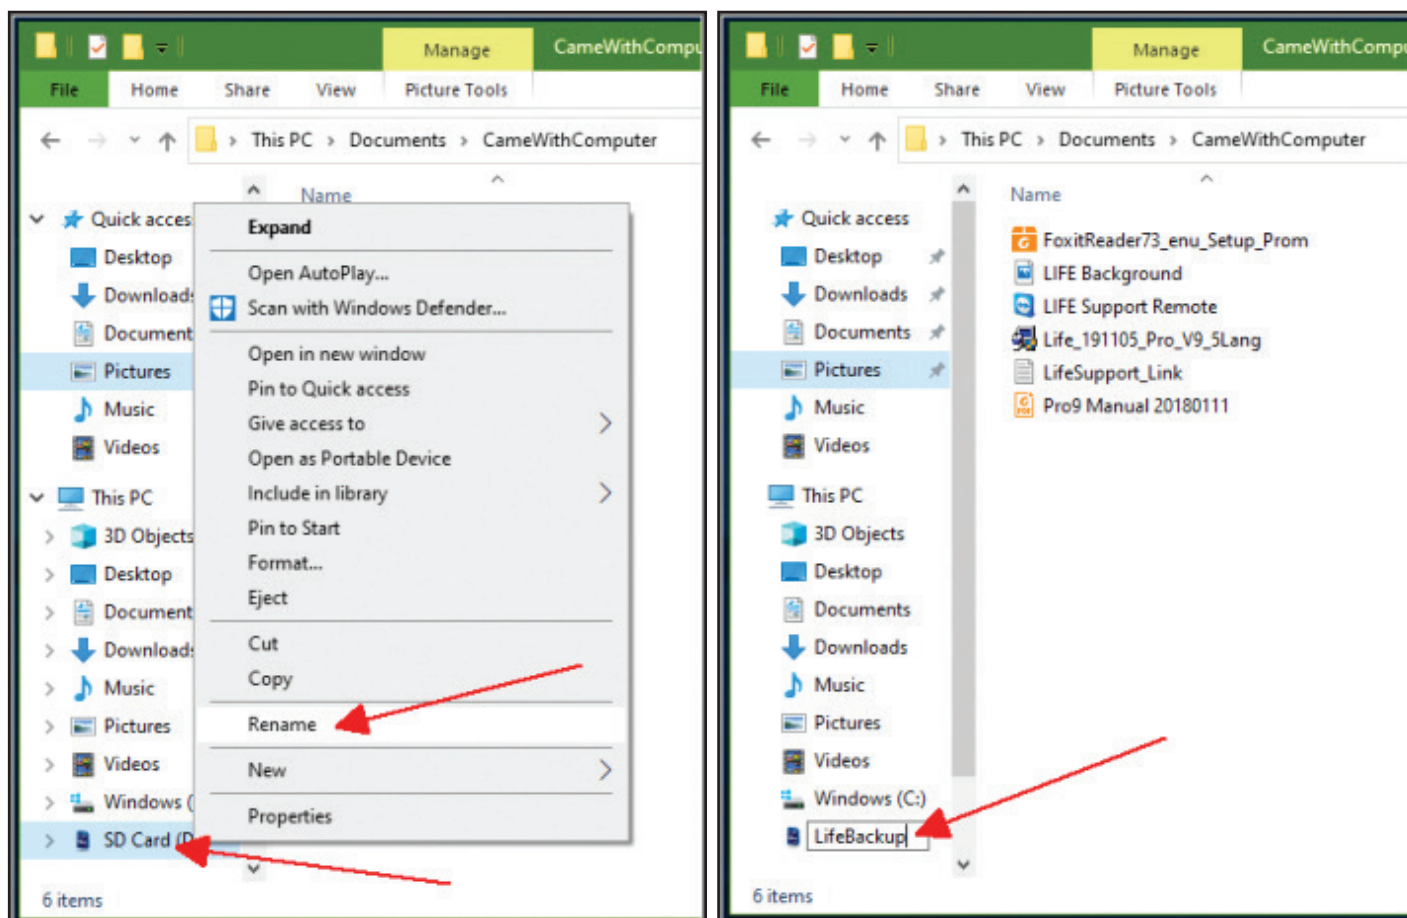 Manage
CameWithCompu
File
Home
Share
View
Picture Tools
This PC
Documents
CameWithComputer
Name
Quick acces
Desktop
Downloads
Document
Pictures
Music
Videos
This PC
3D Objects
Desktop
Document
Downloads
Music
Pictures
Videos
Windows (
SD Card (D
6 items
Expand
Open AutoPlay...
Scan with Windows Defender...
Open in new window
Pin to Quick access
Give access to
Open as Portable Device
Include in library
Pin to Start
Format...
Eject
Cut
Copy
Rename
New
Properties
Manage
CameWithCompu
File
Home
Share
View
Picture Tools
This PC
Documents
CameWithComputer
Name
Quick access
Desktop
Downloads
Documents
Pictures
Music
Videos
This PC
3D Objects
Desktop
Documents
Downloads
Music
Pictures
Videos
Windows (C:)
LifeBackup
6 items
FoxitReader73_enu_Setup_Prom
LIFE Background
LIFE Support Remote
Life_191105_Pro_V9_5Lang
LifeSupport_Link
Pro9 Manual 20180111